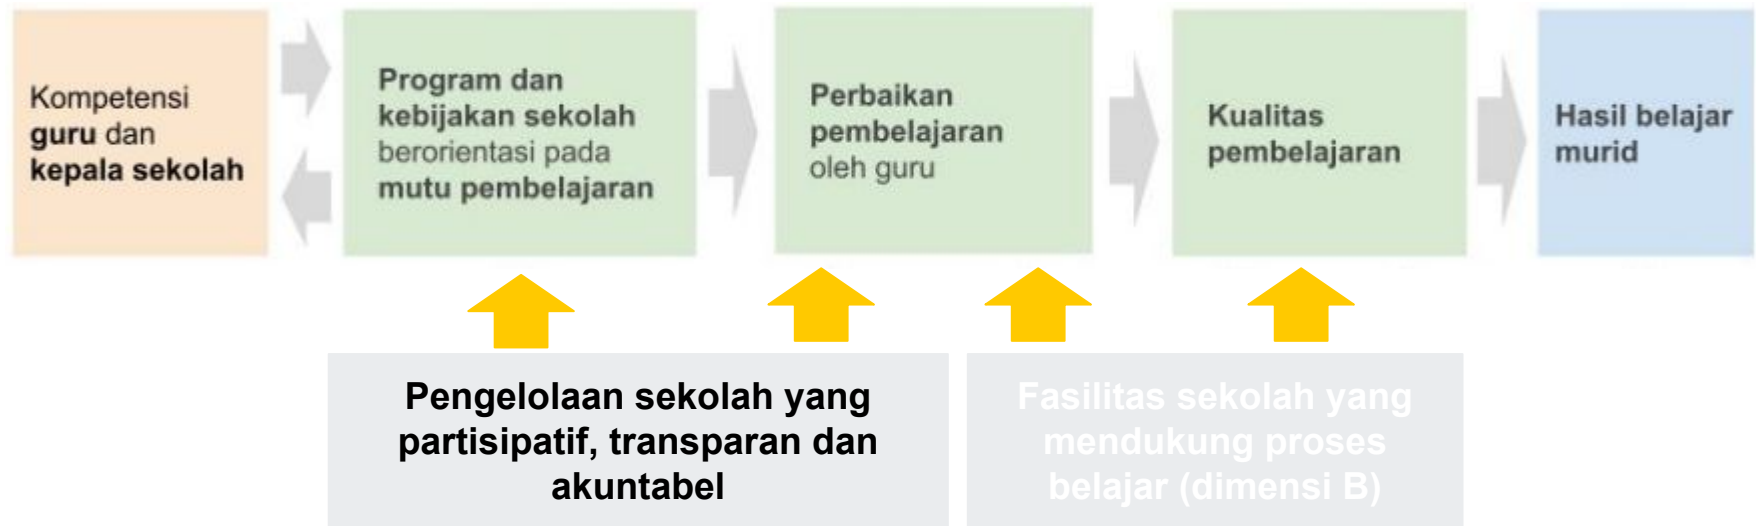 Kompetensi
guru dan
kepala sekolah
Program dan
kebijakan sekolah
berorientasi pada
mutu pembelajaran
Perbaikan
pembelajaran
oleh guru
Kualitas
pembelajaran
Hasil belajar
murid
Pengelolaan sekolah yang
partisipatif, transparan dan
akuntabel
Fasilitas sekolah yang
mendukung proses
belajar (dimensi B)